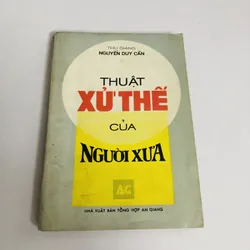 THU GIANG
NGUYỄN DUY CẦN
THUẬT
XỬ THẾ
CỦA
NGƯỜI XƯA
AG
NHÀ XUẤT BẢN TỔNG HỢP AN GIANG